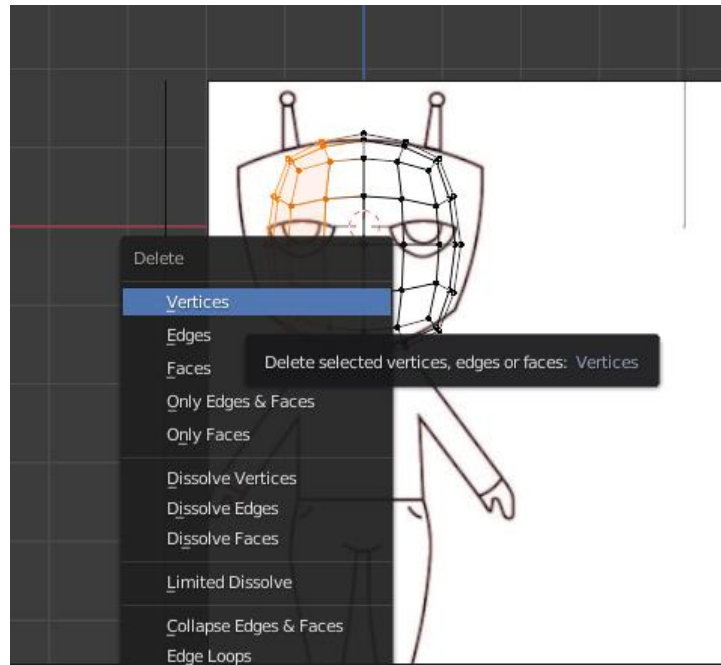 Delete
Vertices
Edges
Delete selected vertices, edges or faces: Vertices
Faces
Only Edges & Faces
Only Faces
Dissolve Vertices
Dissolve Edges
Dissolve Faces
Limited Dissolve
Collapse Edges & Faces
Edge Loops